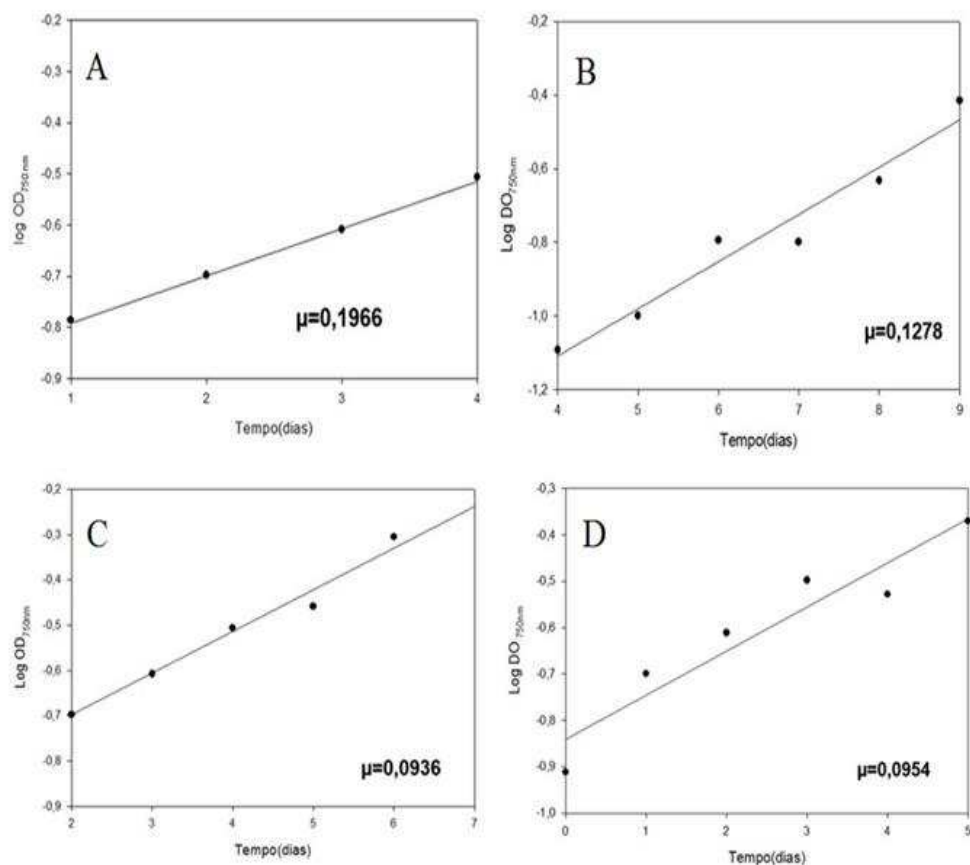 A
-0,2
-0,3
-0,4
-0,5
-0,6
-0,7
-0,8
-0,9
log OD750 nm
μ=0,1966
1 2 3 4
Tempo(dias)
B
-0,2
-0,4
-0,6
-0,8
-1,0
-1,2
Log DO750nm
μ=0,1278
4 5 6 7 8 9
Tempo(dias)
C
-0,2
-0,3
-0,4
-0,5
-0,6
-0,7
-0,8
-0,9
Log OD750nm
μ=0,0936
2 3 4 5 6 7
Tempo(dias)
D
-0,3
-0,4
-0,5
-0,6
-0,7
-0,8
-0,9
-1,0
Log DO 750nm
μ=0,0954
0 1 2 3 4 5
Tempo(dias)